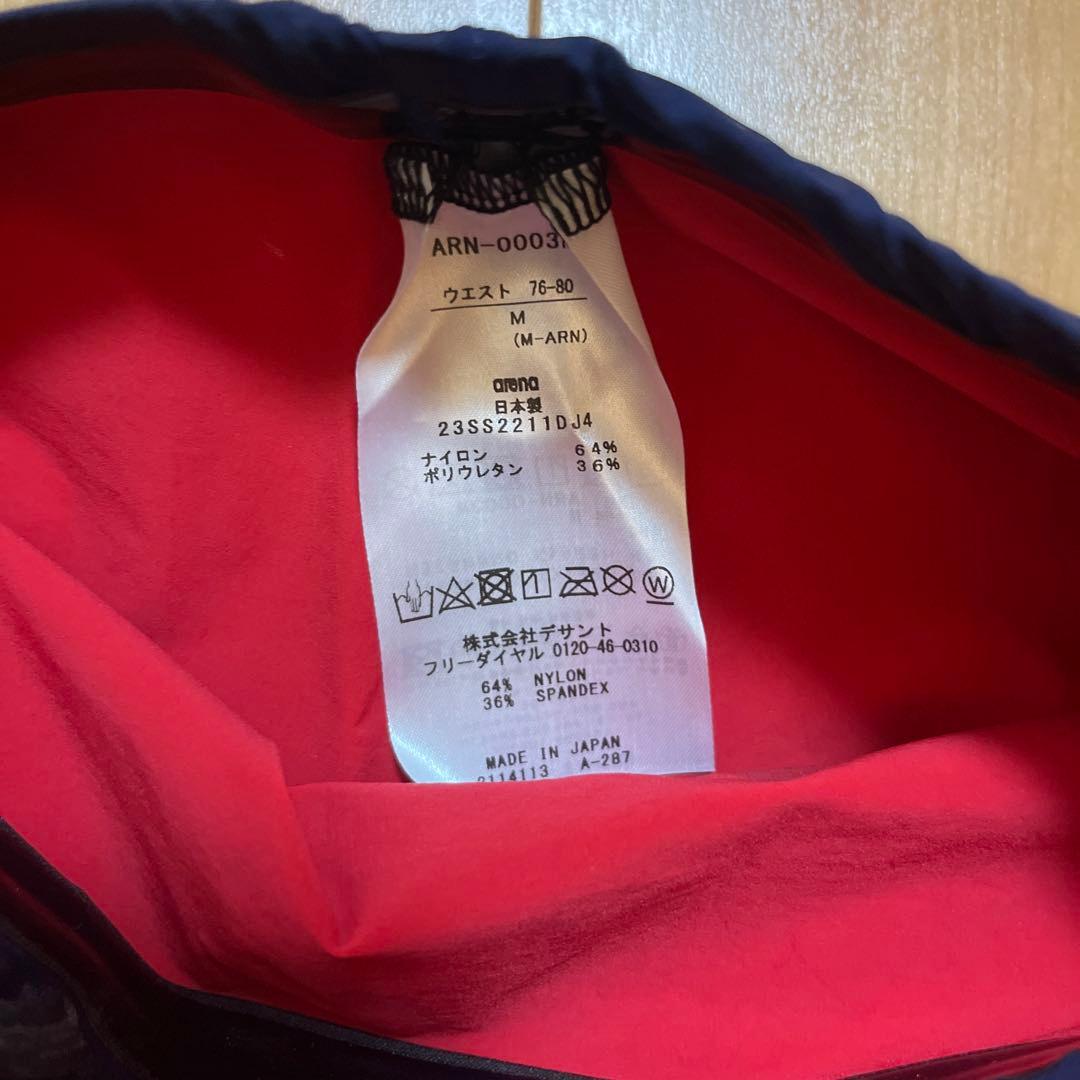 ARN-0003
ウエスト 76-80
M
(M-ARN)
arena
日本製
23SS2211DJ4
ナイロン 64%
ポリウレタン 36%
W
株式会社デサント
フリーダイヤル 0120-46-0310
64% NYLON
36% SPANDEX
MADE IN JAPAN
2114113 A-287